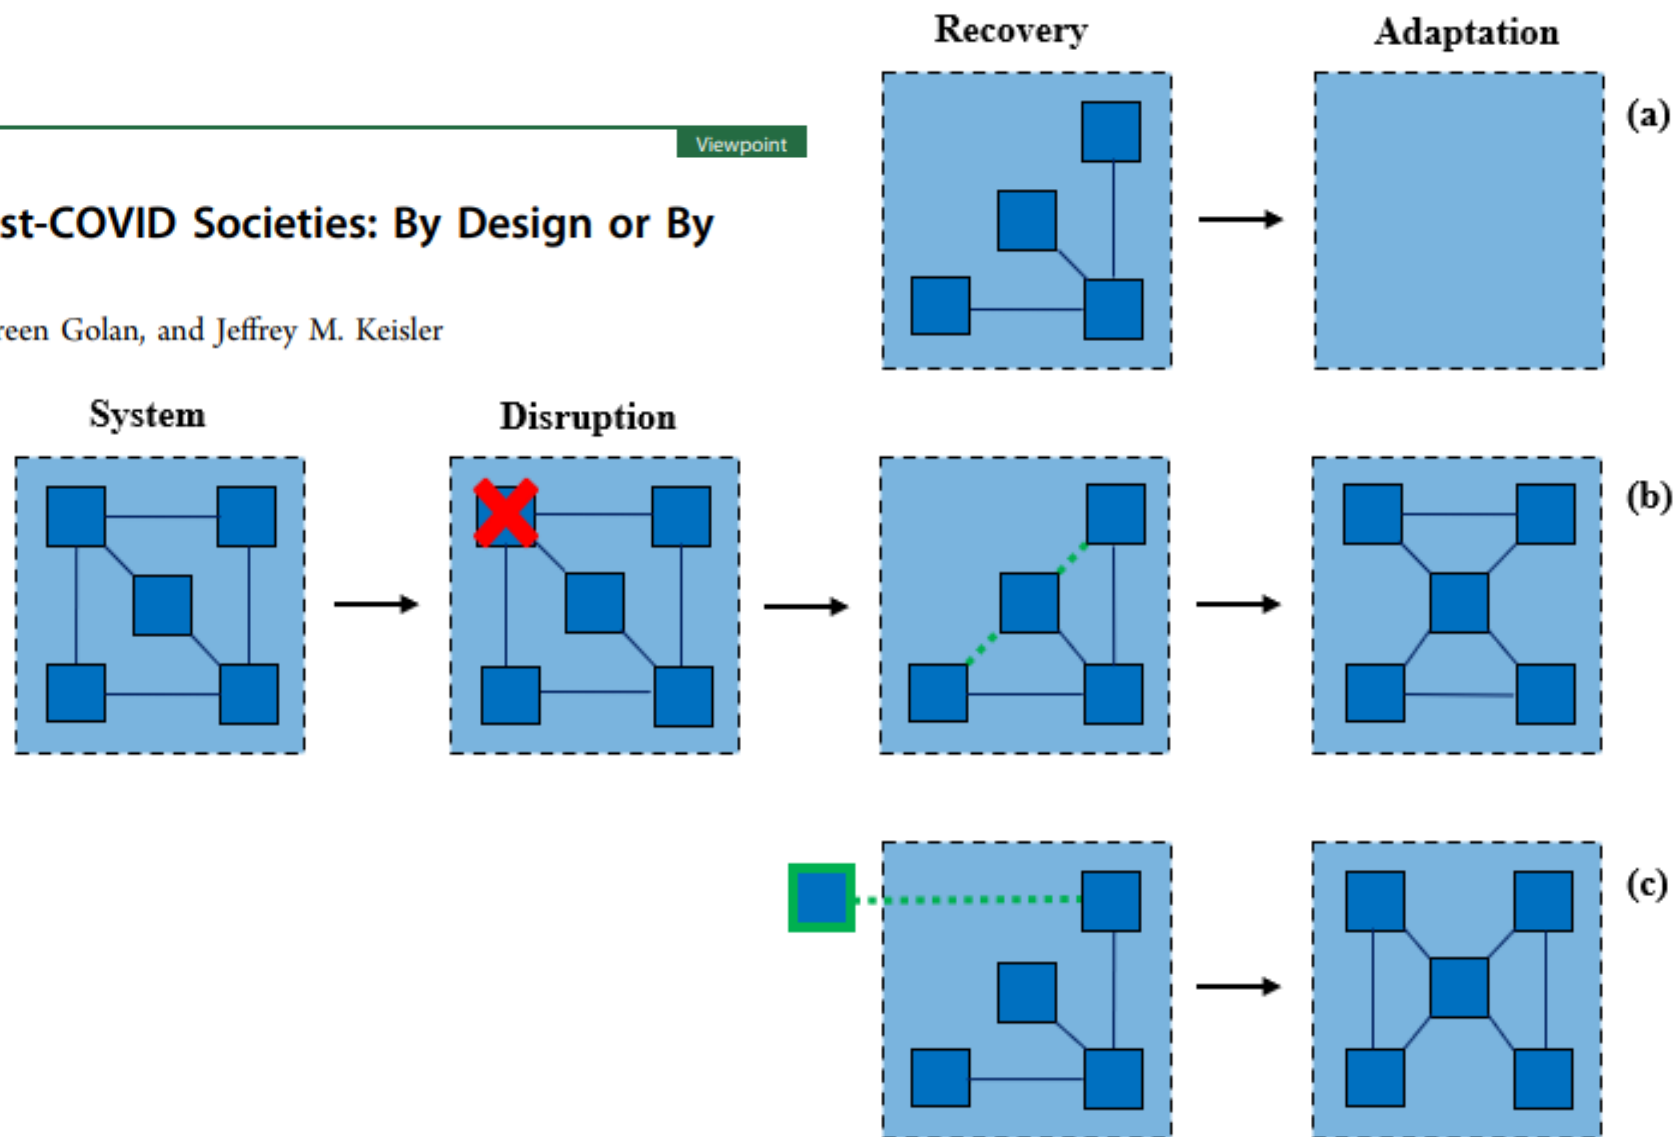 Recovery
Adaptation
(a)
Viewpoint
st-COVID Societies: By Design or By
reen Golan, and Jeffrey M. Keisler
System
Disruption
(b)
(c)